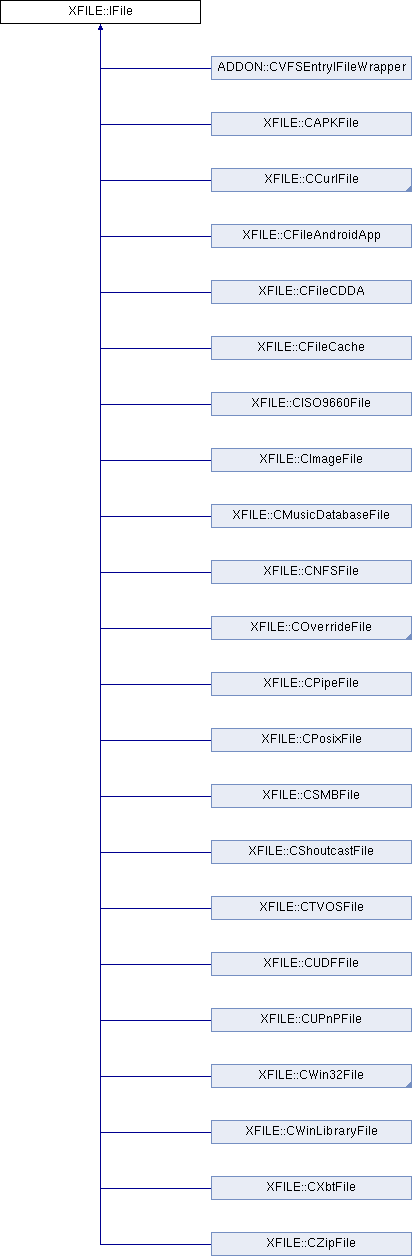 XFILE::IFile
ADDON::CVFSEntryIFileWrapper
XFILE::CAPKFile
XFILE::CCurlFile
XFILE::CFileAndroidApp
XFILE::CFileCDDA
XFILE::CFileCache
XFILE::CISO9660File
XFILE::CImageFile
XFILE::CMusicDatabaseFile
XFILE::CNFSFile
XFILE::COverrideFile
XFILE::CPipeFile
XFILE::CPosixFile
XFILE::CSMBFile
XFILE::CShoutcastFile
XFILE::CTVOSFile
XFILE::CUDFFile
XFILE::CUPnPFile
XFILE::CWin32File
XFILE::CWinLibraryFile
XFILE::CXbtFile
XFILE::CZipFile